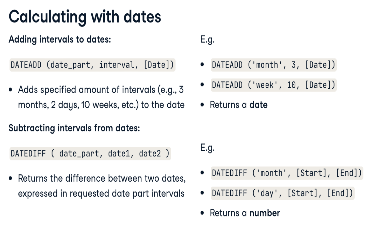 Calculating with dates
Adding intervals to dates:
DATEADD (date_part, interval, [Date])
• Adds specified amount of intervals (e.g., 3
months, 2 days, 10 weeks, etc.) to the date
E.g.
• DATEADD ('month', 3, [Date])
• DATEADD ('week', 10, [Date])
• Returns a date
Subtracting intervals from dates:
DATEDIFF ( date_part, date1, date2 )
• Returns the difference between two dates,
expressed in requested date part intervals
E.g.
• DATEDIFF ('month', [Start], [End])
• DATEDIFF ('day', [Start], [End])
• Returns a number